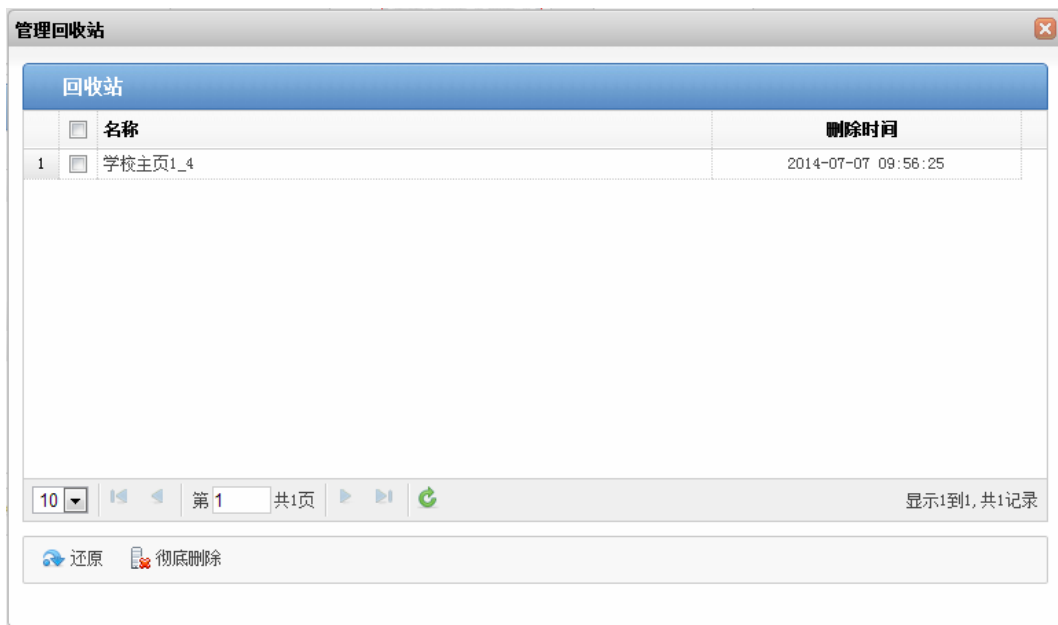 管理回收站
回收站
名称 删除时间
1 学校主页1_4 2014-07-07 09:56:25
10 第 1 共1页 显示1到1,共1记录
还原 彻底删除